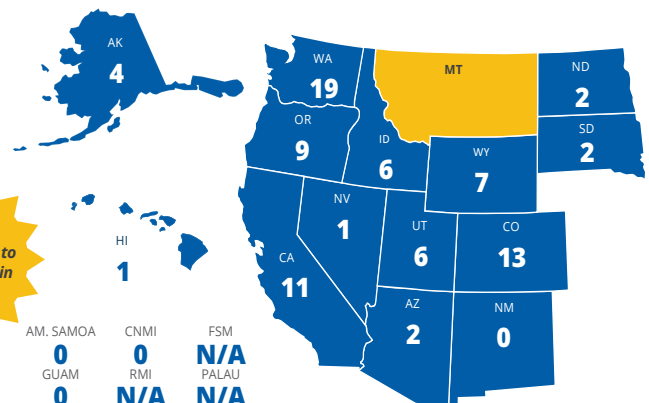 AK
4
WA
19
MT
ND
2
OR
9
ID
6
SD
2
WY
7
NV
1
UT
6
CO
13
to
in
HI
1
CA
11
AZ
2
NM
0
AM. SAMOA CNMI FSM
0 0 N/A
GUAM RMI PALAU
0 N/A N/A